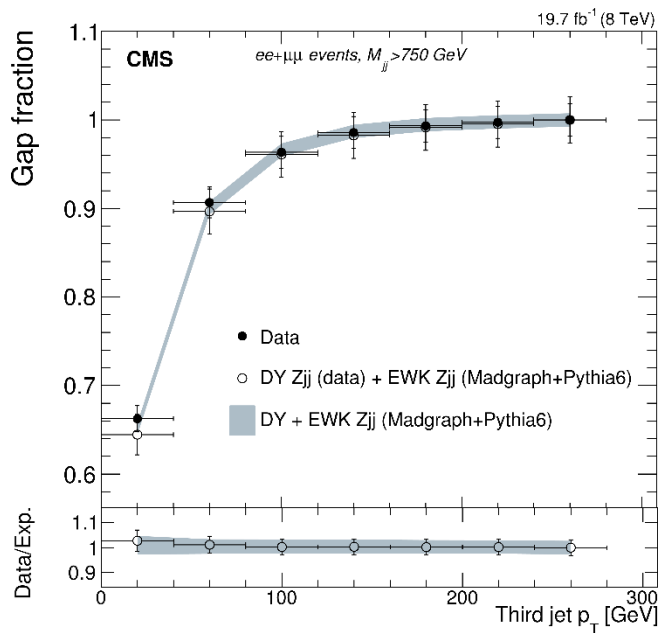 19.7 fb⁻¹ (8 TeV)
CMS
ee+μμ events, M_jj>750 GeV
Gap fraction
1.1
1
0.9
0.8
0.7
0.6
Data
DY Zjj (data) + EWK Zjj (Madgraph+Pythia6)
DY + EWK Zjj (Madgraph+Pythia6)
Data/Exp.
1.1
1.0
0.9
0 100 200 300
Third jet p_T [GeV]